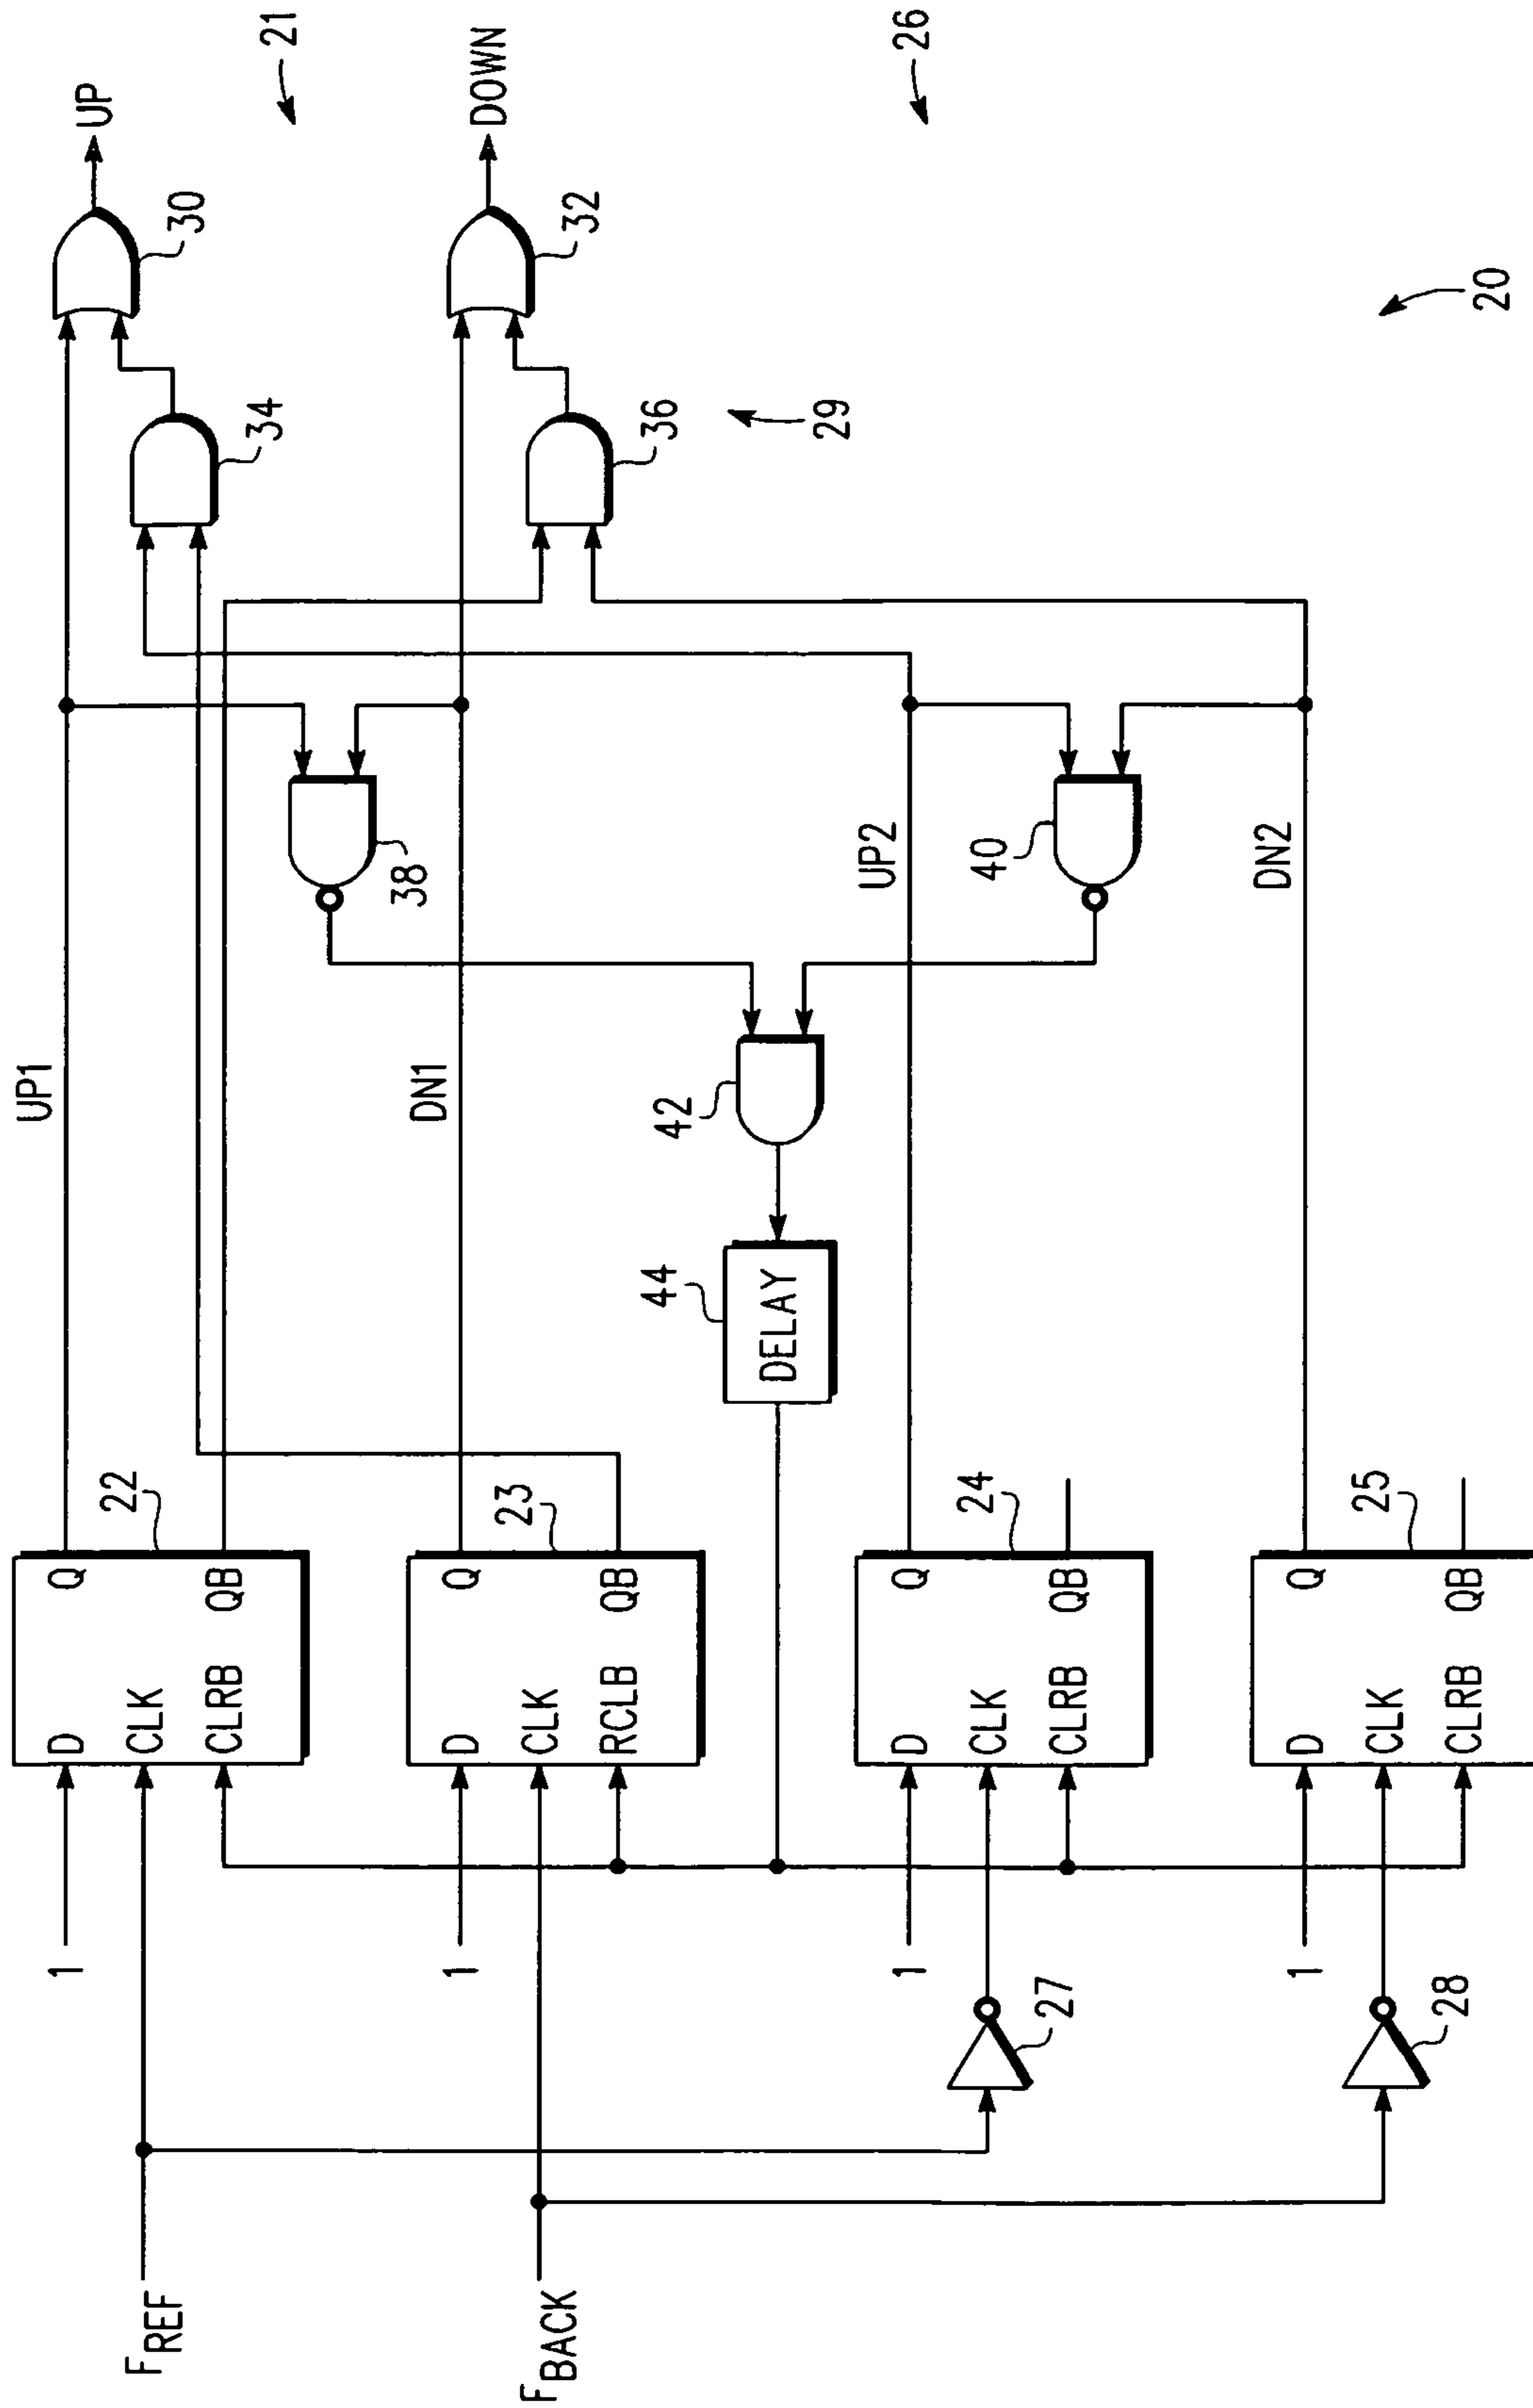 UP
21
30
34
UP1
22
D
Q
CLK
CLRB
QB
1
F REF
DOWN
32
36
29
38
DN1
23
D
Q
CLK
RCLB
QB
1
F BACK
42
44
DELAY
26
UP2
40
24
D
Q
CLK
CLRB
QB
1
27
DN2
25
D
Q
CLK
CLRB
QB
1
28
20